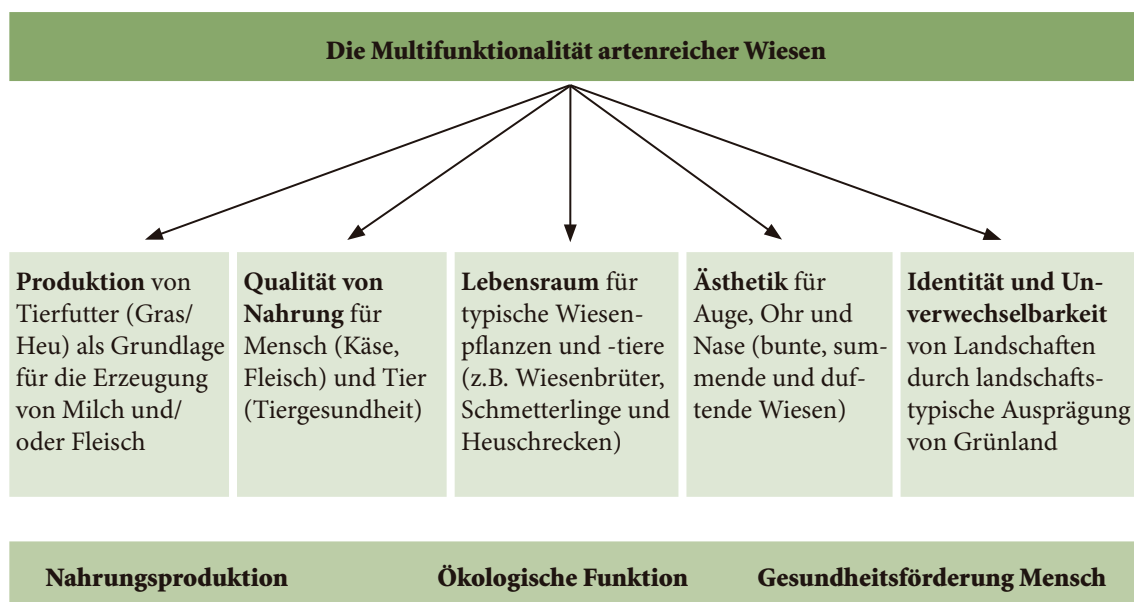 Die Multifunktionalität artenreicher Wiesen
Produktion von
Tierfutter (Gras/
Heu) als Grundlage
für die Erzeugung
von Milch und/
oder Fleisch
Qualität von
Nahrung für
Mensch (Käse,
Fleisch) und Tier
(Tiergesundheit)
Lebensraum für
typische Wiesen-
pflanzen und -tiere
(z.B. Wiesenbrüter,
Schmetterlinge und
Heuschrecken)
Ästhetik für
Auge, Ohr und
Nase (bunte, sum-
mende und duf-
tende Wiesen)
Identität und Un-
verwechselbarkeit
von Landschaften
durch landschafts-
typische Ausprägung
von Grünland
Nahrungsproduktion
Ökologische Funktion
Gesundheitsförderung Mensch